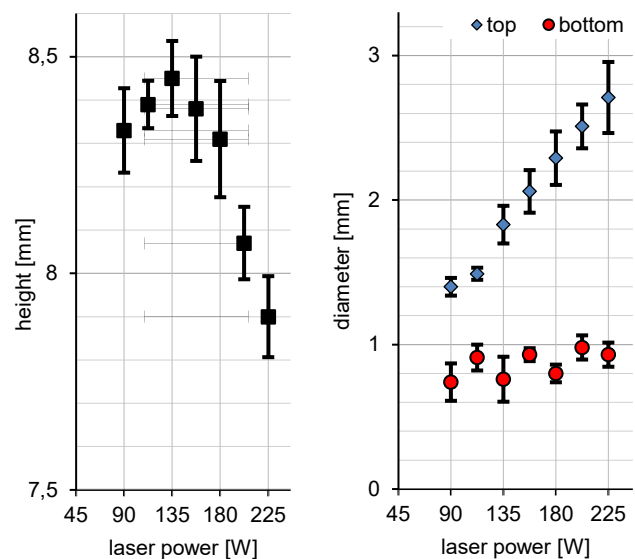 8,5
8
7,5
height [mm]
45 90 135 180 225
laser power [W]
top bottom
3
2
1
0
diameter [mm]
45 90 135 180 225
laser power [W]